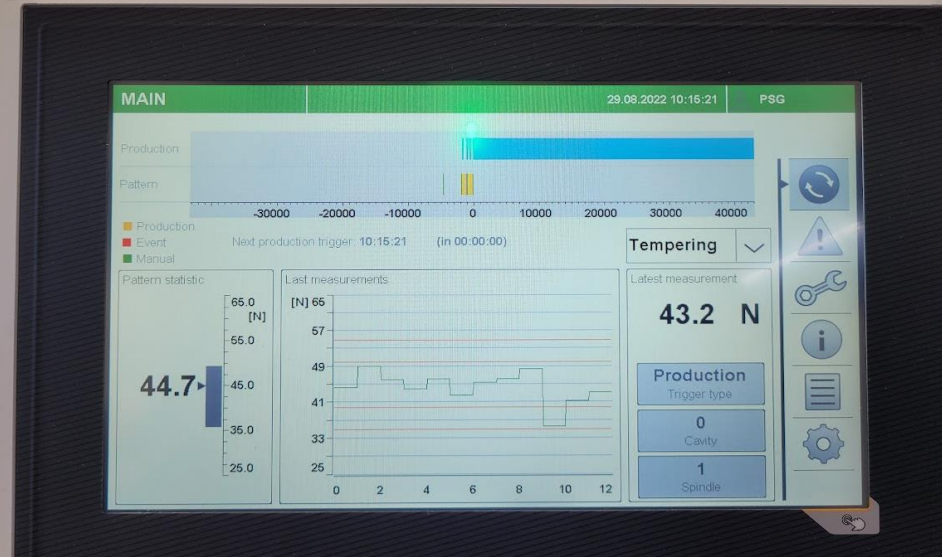 MAIN
29.08.2022 10:15:21
PSG
Production
Pattern
-30000 -20000 -10000 0 10000 20000 30000 40000
Production
Event
Manual
Next production trigger: 10:15:21 (in 00:00:00)
Tempering
Pattern statistic
65.0
[N]
55.0
44.7
45.0
35.0
25.0
Last measurements
[N] 65
57
49
41
33
25
0 2 4 6 8 10 12
Latest measurement
43.2 N
Production
Trigger type
0
Cavity
1
Spindle